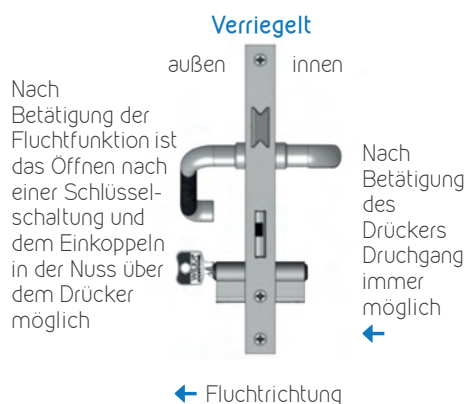 Verriegelt
außen innen
Nach
Betätigung der
Fluchtfunktion ist
das Öffnen nach
einer Schlüssel-
schaltung und
dem Einkoppeln
in der Nuss über
dem Drücker
möglich
Nach
Betätigung
des
Drückers
Druchgang
immer
möglich
Fluchtrichtung